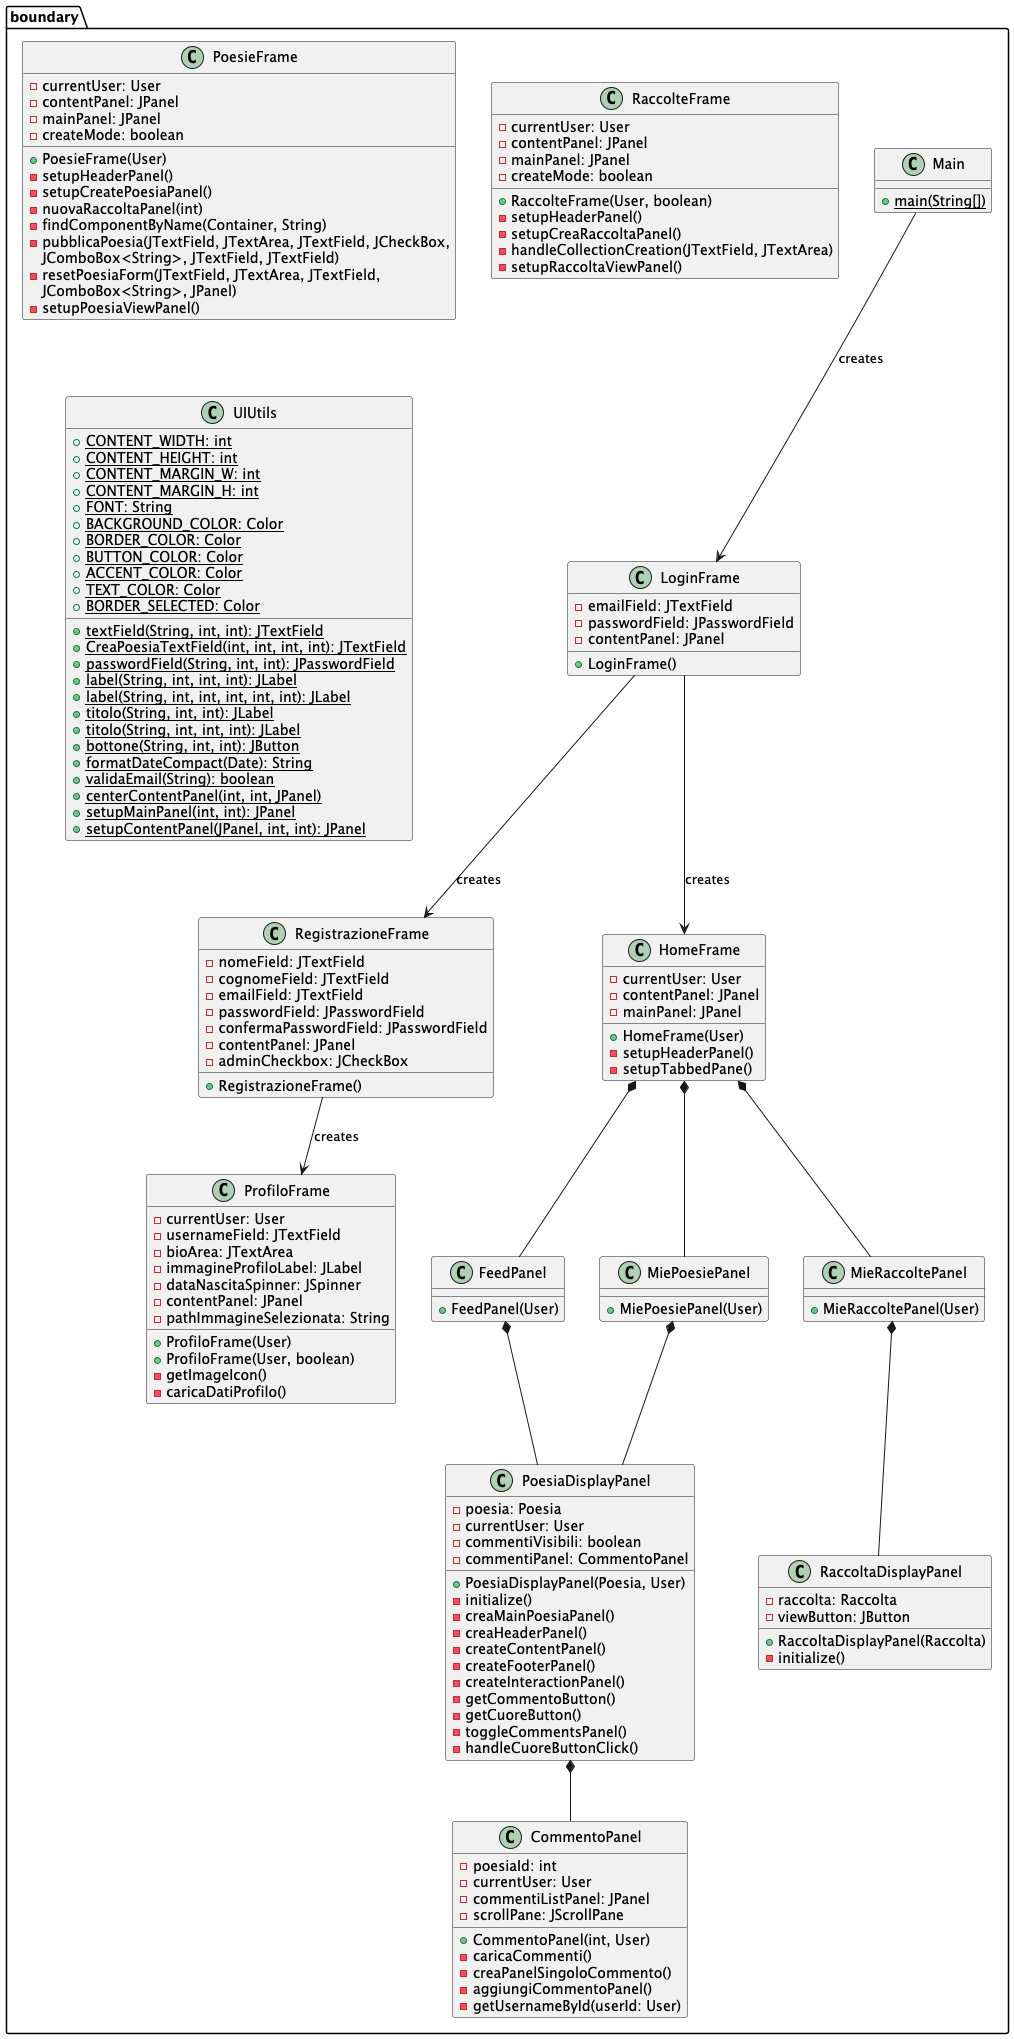 boundary
C PoesieFrame
currentUser: User
contentPanel: JPanel
mainPanel: JPanel
createMode: boolean
PoesieFrame(User)
setupHeaderPanel()
setupCreatePoesiaPanel()
nuovaRaccoltaPanel(int)
findComponentByName(Container, String)
pubblicaPoesia(JTextField, JTextArea, JTextField, JCheckBox,
JComboBox<String>, JTextField, JTextField)
resetPoesiaForm(JTextField, JTextArea, JTextField,
JComboBox<String>, JPanel)
setupPoesiaViewPanel()
C RaccolteFrame
currentUser: User
contentPanel: JPanel
mainPanel: JPanel
createMode: boolean
RaccolteFrame(User, boolean)
setupHeaderPanel()
setupCreaRaccoltaPanel()
handleCollectionCreation(JTextField, JTextArea)
setupRaccoltaViewPanel()
C Main
main(String[])
creates
C UIUtils
CONTENT_WIDTH: int
CONTENT_HEIGHT: int
CONTENT_MARGIN_W: int
CONTENT_MARGIN_H: int
FONT: String
BACKGROUND_COLOR: Color
BORDER_COLOR: Color
BUTTON_COLOR: Color
ACCENT_COLOR: Color
TEXT_COLOR: Color
BORDER_SELECTED: Color
textField(String, int, int): JTextField
CreaPoesiaTextField(int, int, int, int): JTextField
passwordField(String, int, int): JPasswordField
label(String, int, int, int): JLabel
label(String, int, int, int, int, int): JLabel
titolo(String, int, int): JLabel
titolo(String, int, int, int): JLabel
bottone(String, int, int): JButton
formatDateCompact(Date): String
validaEmail(String): boolean
centerContentPanel(int, int, JPanel)
setupMainPanel(int, int): JPanel
setupContentPanel(JPanel, int, int): JPanel
C LoginFrame
emailField: JTextField
passwordField: JPasswordField
contentPanel: JPanel
LoginFrame()
creates
creates
C RegistrazioneFrame
nomeField: JTextField
cognomeField: JTextField
emailField: JTextField
passwordField: JPasswordField
confermaPasswordField: JPasswordField
contentPanel: JPanel
adminCheckbox: JCheckBox
RegistrazioneFrame()
C HomeFrame
currentUser: User
contentPanel: JPanel
mainPanel: JPanel
HomeFrame(User)
setupHeaderPanel()
setupTabbedPane()
creates
C ProfiloFrame
currentUser: User
usernameField: JTextField
bioArea: JTextArea
immagineProfiloLabel: JLabel
dataNascitaSpinner: JSpinner
contentPanel: JPanel
pathImmagineSelezionata: String
ProfiloFrame(User)
ProfiloFrame(User, boolean)
getImageIcon()
caricaDatiProfilo()
C FeedPanel
FeedPanel(User)
C MiePoesiePanel
MiePoesiePanel(User)
C MieRaccoltePanel
MieRaccoltePanel(User)
C PoesiaDisplayPanel
poesia: Poesia
currentUser: User
commentiVisibili: boolean
commentiPanel: CommentoPanel
PoesiaDisplayPanel(Poesia, User)
initialize()
creaMainPoesiaPanel()
creaHeaderPanel()
createContentPanel()
createFooterPanel()
createInteractionPanel()
getCommentoButton()
getCuoreButton()
toggleCommentsPanel()
handleCuoreButtonClick()
C RaccoltaDisplayPanel
raccolta: Raccolta
viewButton: JButton
RaccoltaDisplayPanel(Raccolta)
initialize()
C CommentoPanel
poesiaId: int
currentUser: User
commentiListPanel: JPanel
scrollPane: JScrollPane
CommentoPanel(int, User)
caricaCommenti()
creaPanelSingoloCommento()
aggiungiCommentoPanel()
getUsernameById(userId: User)